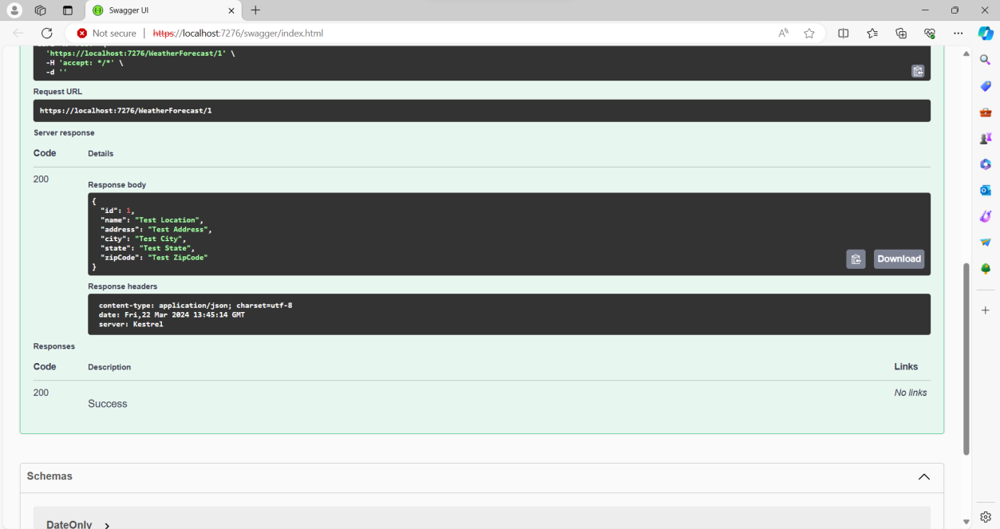 Swagger UI
Not secure | https://localhost:7276/swagger/index.html
'https://localhost:7276/WeatherForecast/1' \
-H 'accept: */*' \
-d ''
Request URL
https://localhost:7276/WeatherForecast/1
Server response
Code Details
200
Response body
{
"id": 1,
"name": "Test Location",
"address": "Test Address",
"city": "Test City",
"state": "Test State",
"zipCode": "Test ZipCode"
}
Download
Response headers
content-type: application/json; charset=utf-8
date: Fri,22 Mar 2024 13:45:14 GMT
server: Kestrel
Responses
Code Description Links
200 No links
Success
Schemas
DateOnly